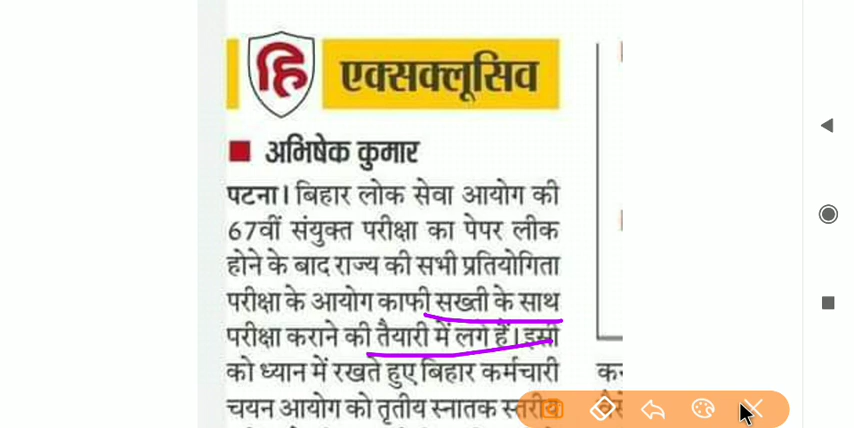 हि
एक्सक्लूसिव
अभिषेक कुमार
पटना। बिहार लोक सेवा आयोग की
67वीं संयुक्त परीक्षा का पेपर लीक
होने के बाद राज्य की सभी प्रतियोगिता
परीक्षा के आयोग काफी सख्ती के साथ
परीक्षा कराने की तैयारी में लगे हैं। इसी
को ध्यान में रखते हुए बिहार कर्मचारी
चयन आयोग को तृतीय स्नातक स्तरीय